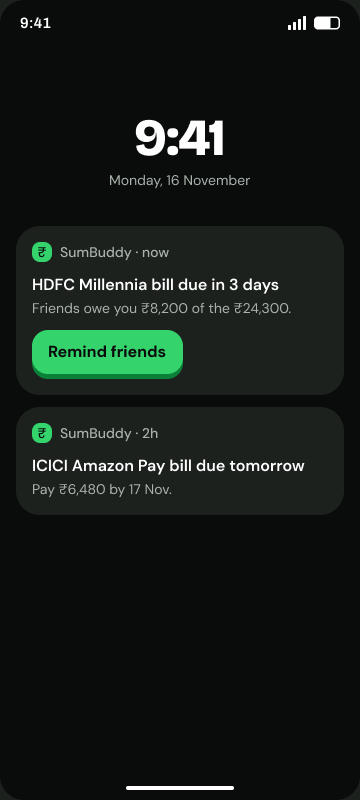 9:41
9:41
Monday, 16 November
₹ SumBuddy · now
HDFC Millennia bill due in 3 days
Friends owe you ₹8,200 of the ₹24,300.
Remind friends
₹ SumBuddy · 2h
ICICI Amazon Pay bill due tomorrow
Pay ₹6,480 by 17 Nov.